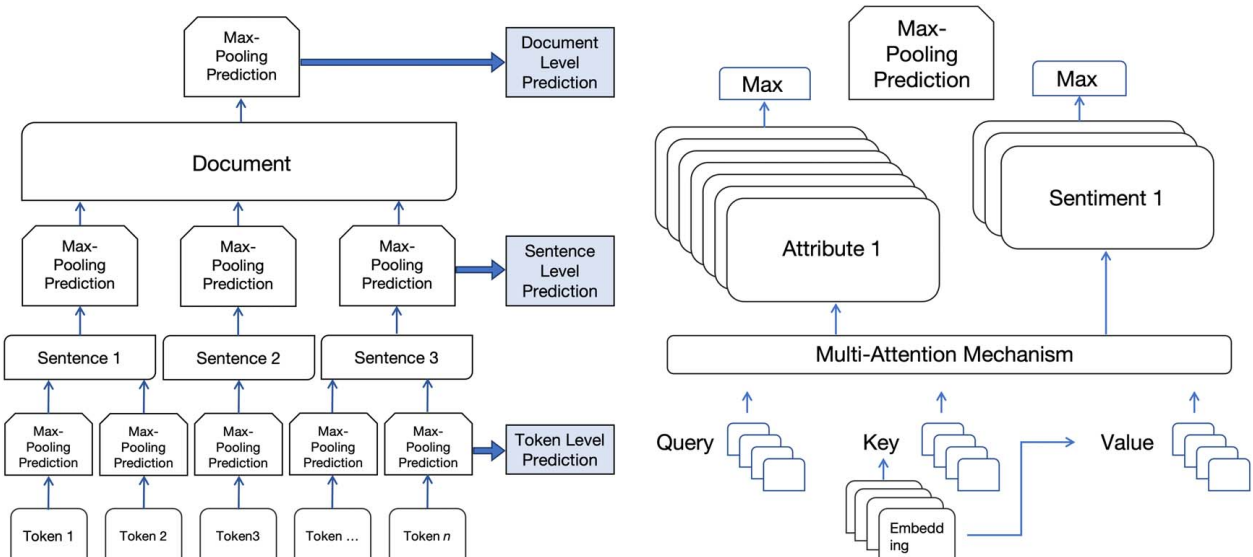 Max-
Pooling
Prediction
Document
Level
Prediction
Document
Max-
Pooling
Prediction
Max-
Pooling
Prediction
Max-
Pooling
Prediction
Sentence
Level
Prediction
Sentence 1
Sentence 2
Sentence 3
Max-
Pooling
Prediction
Max-
Pooling
Prediction
Max-
Pooling
Prediction
Max-
Pooling
Prediction
Max-
Pooling
Prediction
Token Level
Prediction
Token 1
Token 2
Token3
Token ...
Token n
Max-
Pooling
Prediction
Max
Max
Attribute 1
Sentiment 1
Multi-Attention Mechanism
Query
Key
Value
Embedd
ing